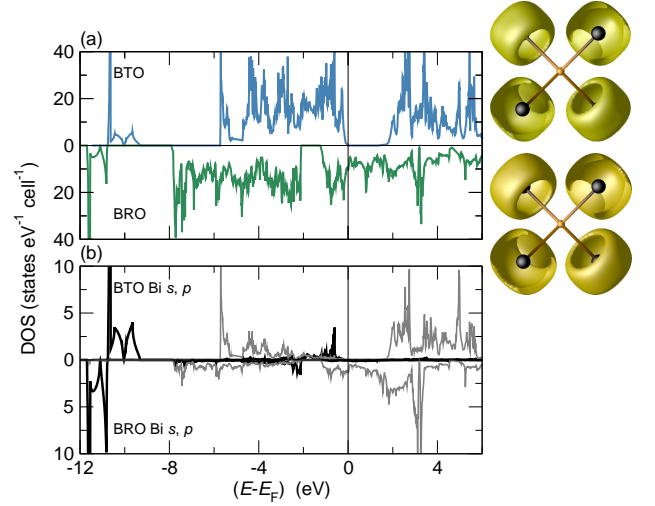 (a)
40
BTO
20
0
20
BRO
40
(b)
10
BTO Bi s, p
5
0
5
BRO Bi s, p
10
-12 -8 -4 0 4
(E-E_F) (eV)
DOS (states eV⁻¹ cell⁻¹)